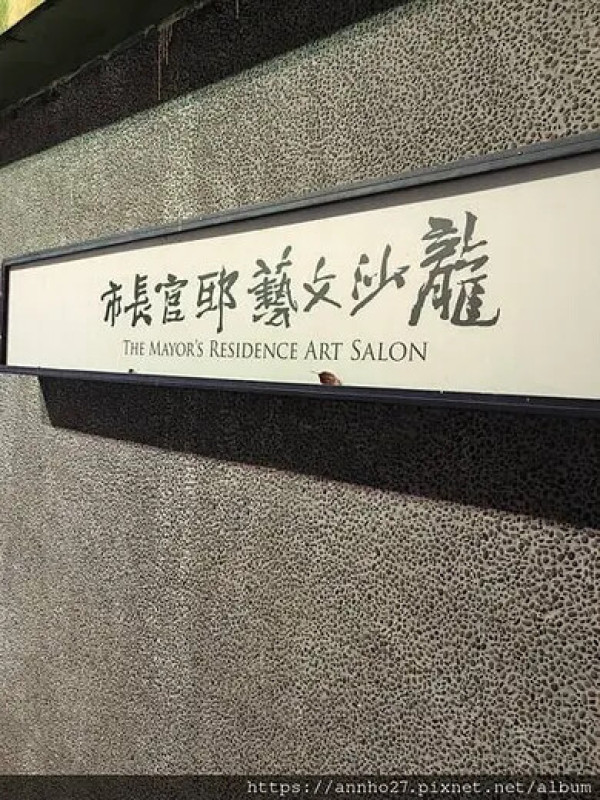 市長官邸藝文沙龍
THE MAYOR'S RESIDENCE ART SALON
https://annho27.pixnet.net/album